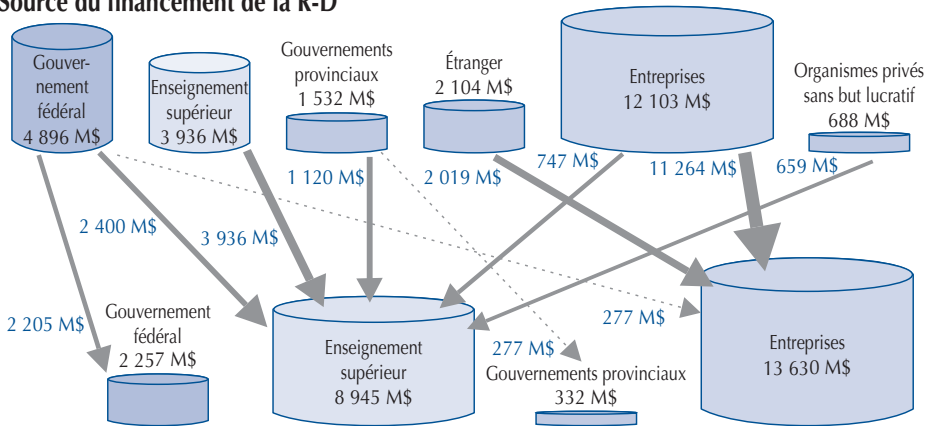 Source du financement de la R-D
Gouver-
nement
fédéral
4 896 M$
Enseignement
supérieur
3 936 M$
Gouvernements
provinciaux
1 532 M$
Étranger
2 104 M$
Entreprises
12 103 M$
Organismes privés
sans but lucratif
688 M$
1 120 M$
2 019 M$
747 M$
11 264 M$
659 M$
2 400 M$
3 936 M$
2 205 M$
277 M$
277 M$
Gouvernement
fédéral
2 257 M$
Enseignement
supérieur
8 945 M$
Gouvernements provinciaux
332 M$
Entreprises
13 630 M$